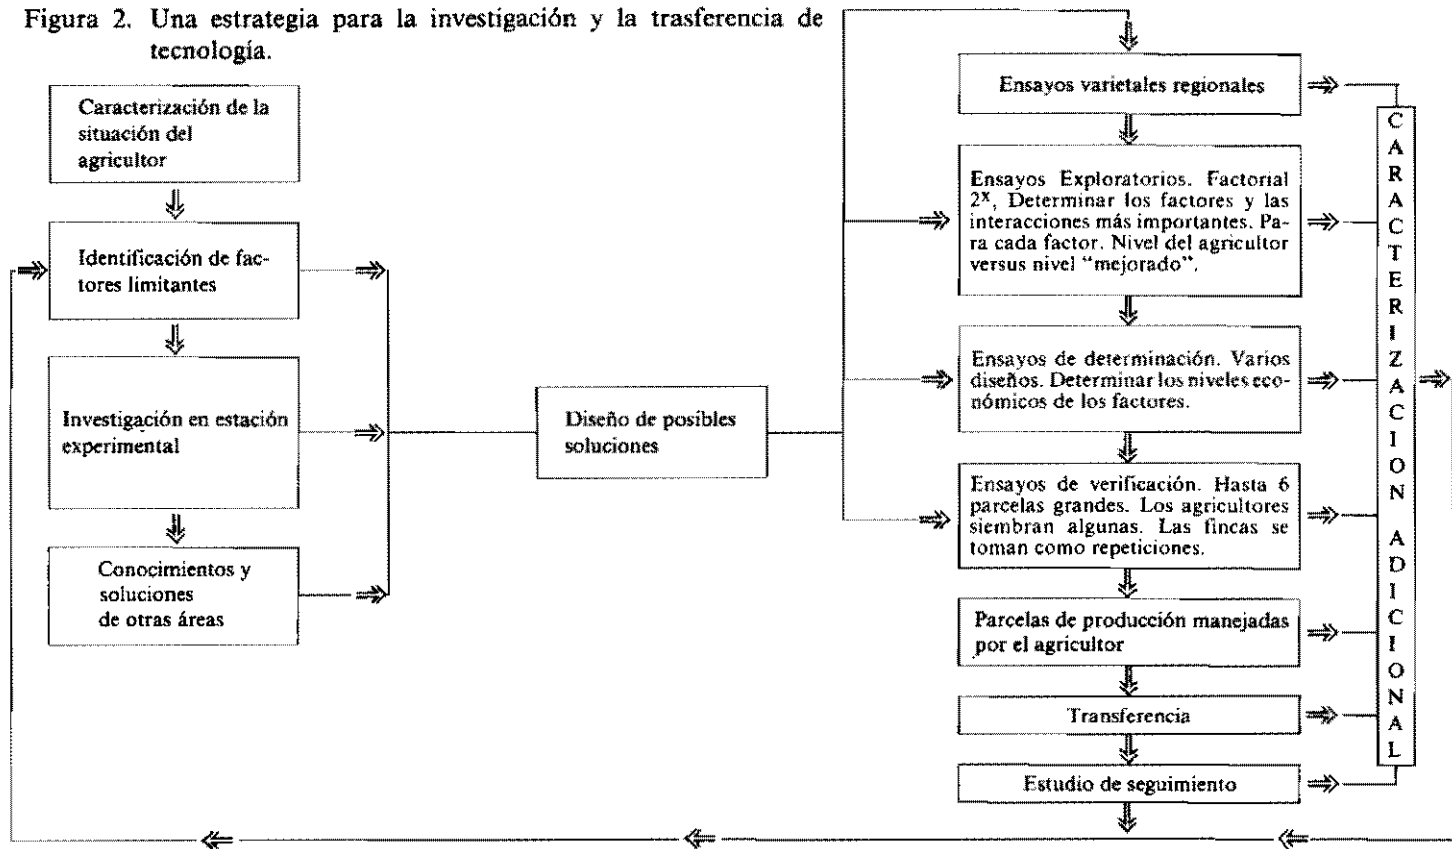 Figura 2. Una estrategia para la investigación y la trasferencia de
tecnología.
Caracterización de la
situación del
agricultor
Identificación de fac-
tores limitantes
Investigación en estación
experimental
Conocimientos y
soluciones
de otras áreas
Diseño de posibles
soluciones
Ensayos varietales regionales
Ensayos Exploratorios. Factorial
2ˣ, Determinar los factores y las
interacciones más importantes. Pa-
ra cada factor. Nivel del agricultor
versus nivel “mejorado”.
Ensayos de determinación. Varios
diseños. Determinar los niveles eco-
nómicos de los factores.
Ensayos de verificación. Hasta 6
parcelas grandes. Los agricultores
siembran algunas. Las fincas se
toman como repeticiones.
Parcelas de producción manejadas
por el agricultor
Transferencia
Estudio de seguimiento
CARACTERIZACION ADICIONAL